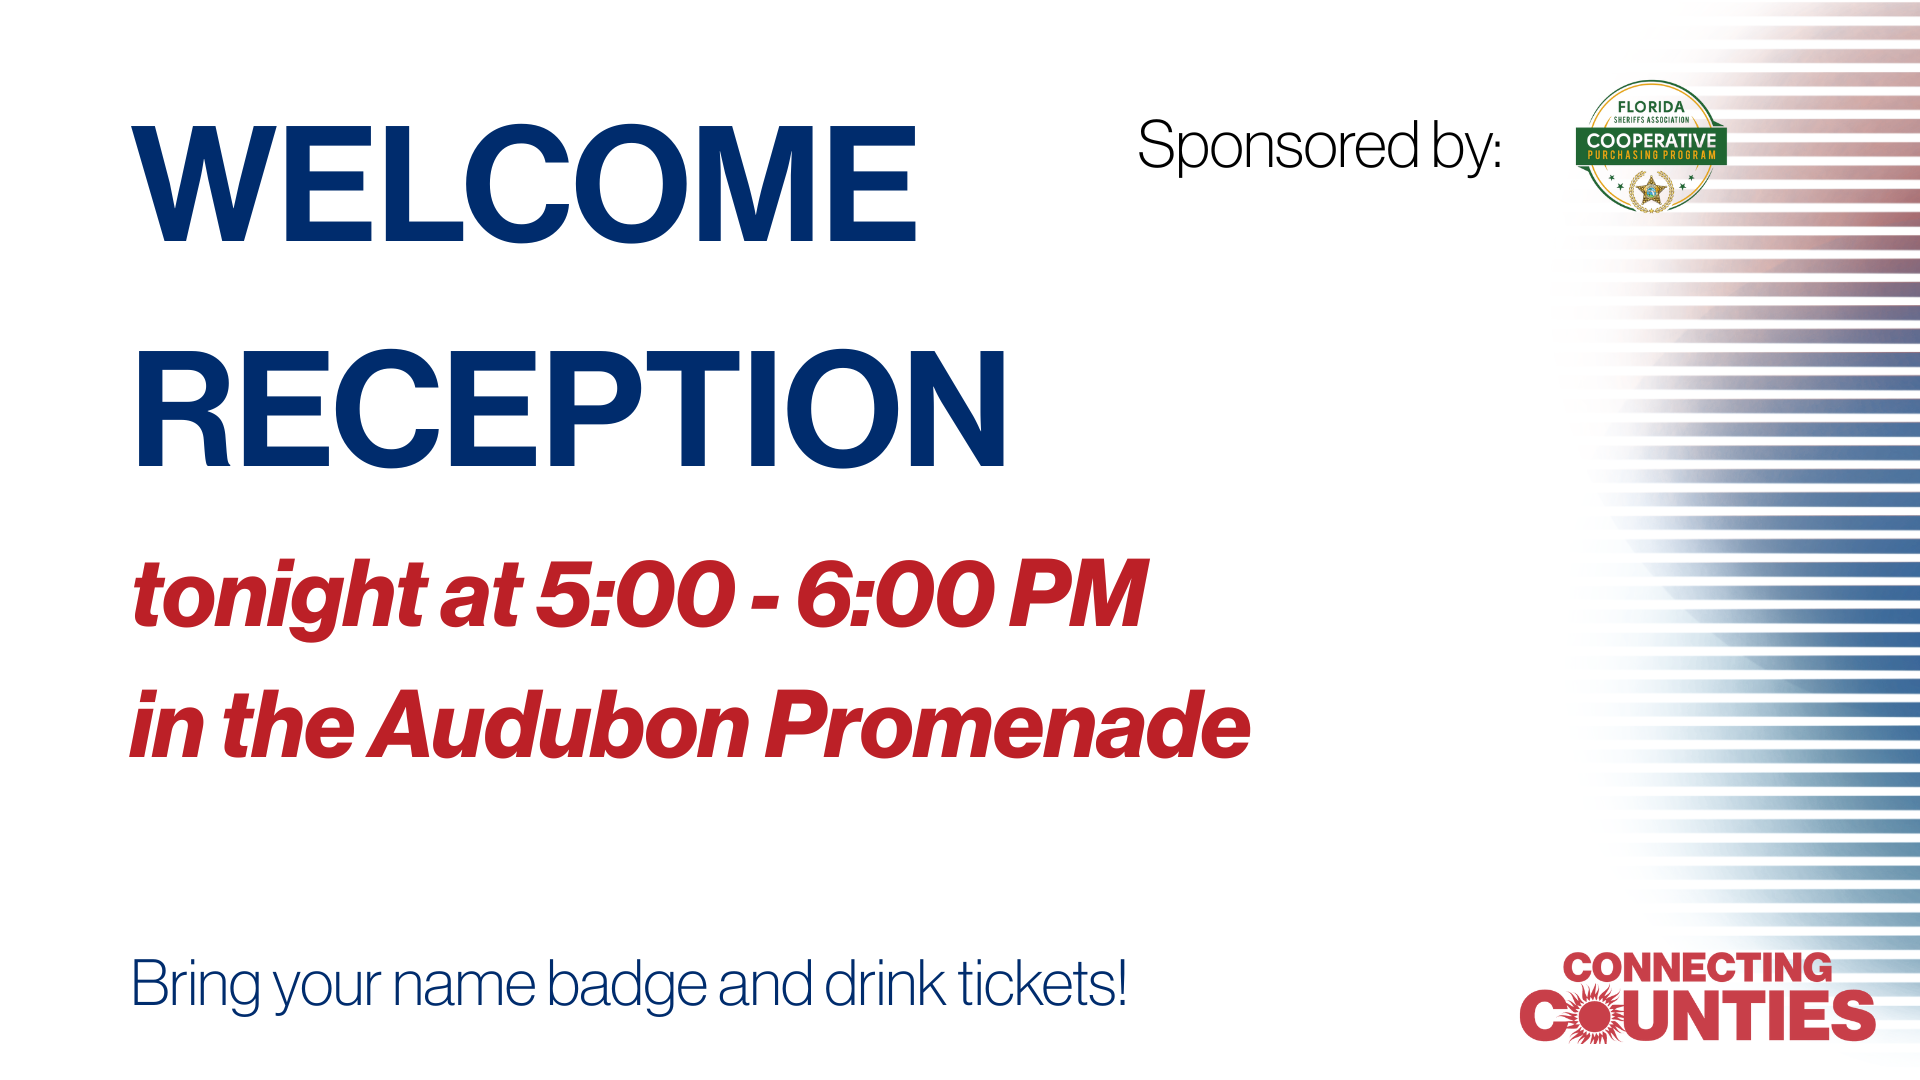 WELCOME
RECEPTION
tonight at 5:00 - 6:00 PM
in the Audubon Promenade
Bring your name badge and drink tickets!
Sponsored by:
FLORIDA
SHERIFFS ASSOCIATION
COOPERATIVE
PURCHASING PROGRAM
CONNECTING
COUNTIES